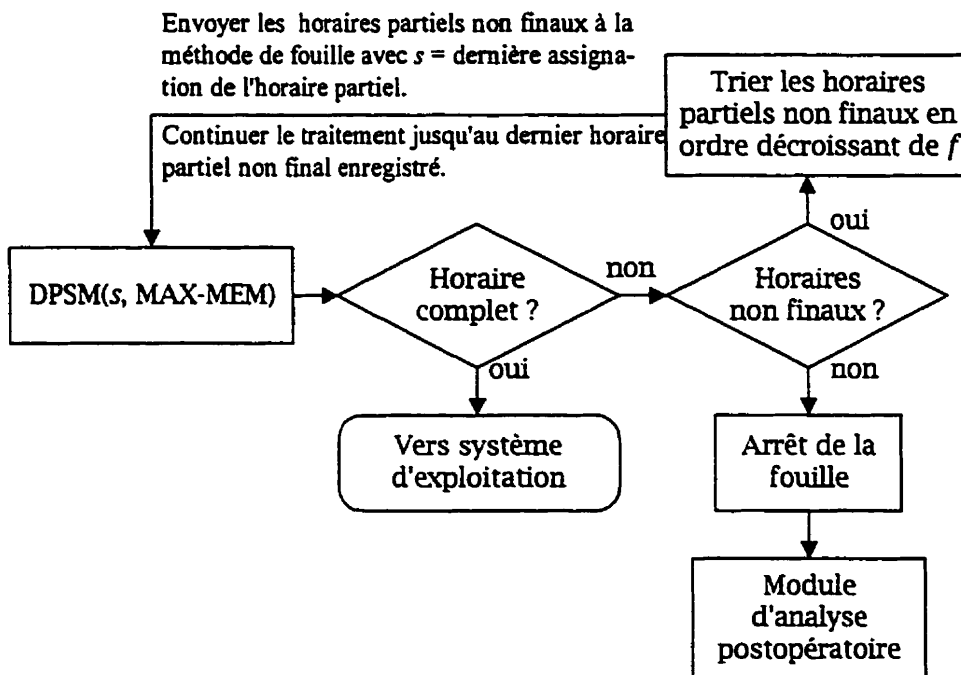 Envoyer les horaires partiels non finaux à la
méthode de fouille avec s = dernière assigna-
tion de l'horaire partiel.
Continuer le traitement jusqu'au dernier horaire
partiel non final enregistré.
Trier les horaires
partiels non finaux en
ordre décroissant de f
oui
DPSM(s, MAX-MEM)
Horaire
complet ?
non
Horaires
non finaux ?
oui
non
Vers système
d'exploitation
Arrêt de la
fouille
Module
d'analyse
postopératoire